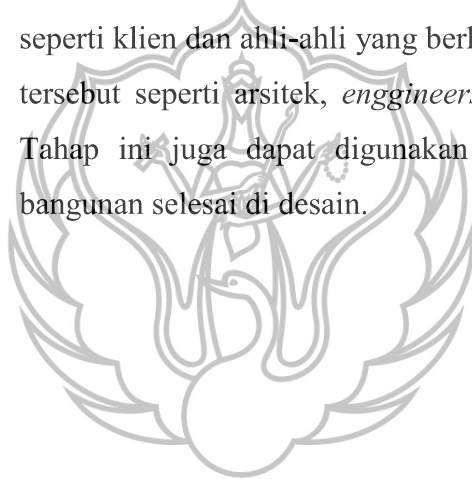 seperti klien dan ahli-ahli yang
tersebut seperti arsitek, enggineer.
Tahap ini juga dapat digunakan
bangunan selesai di desain.